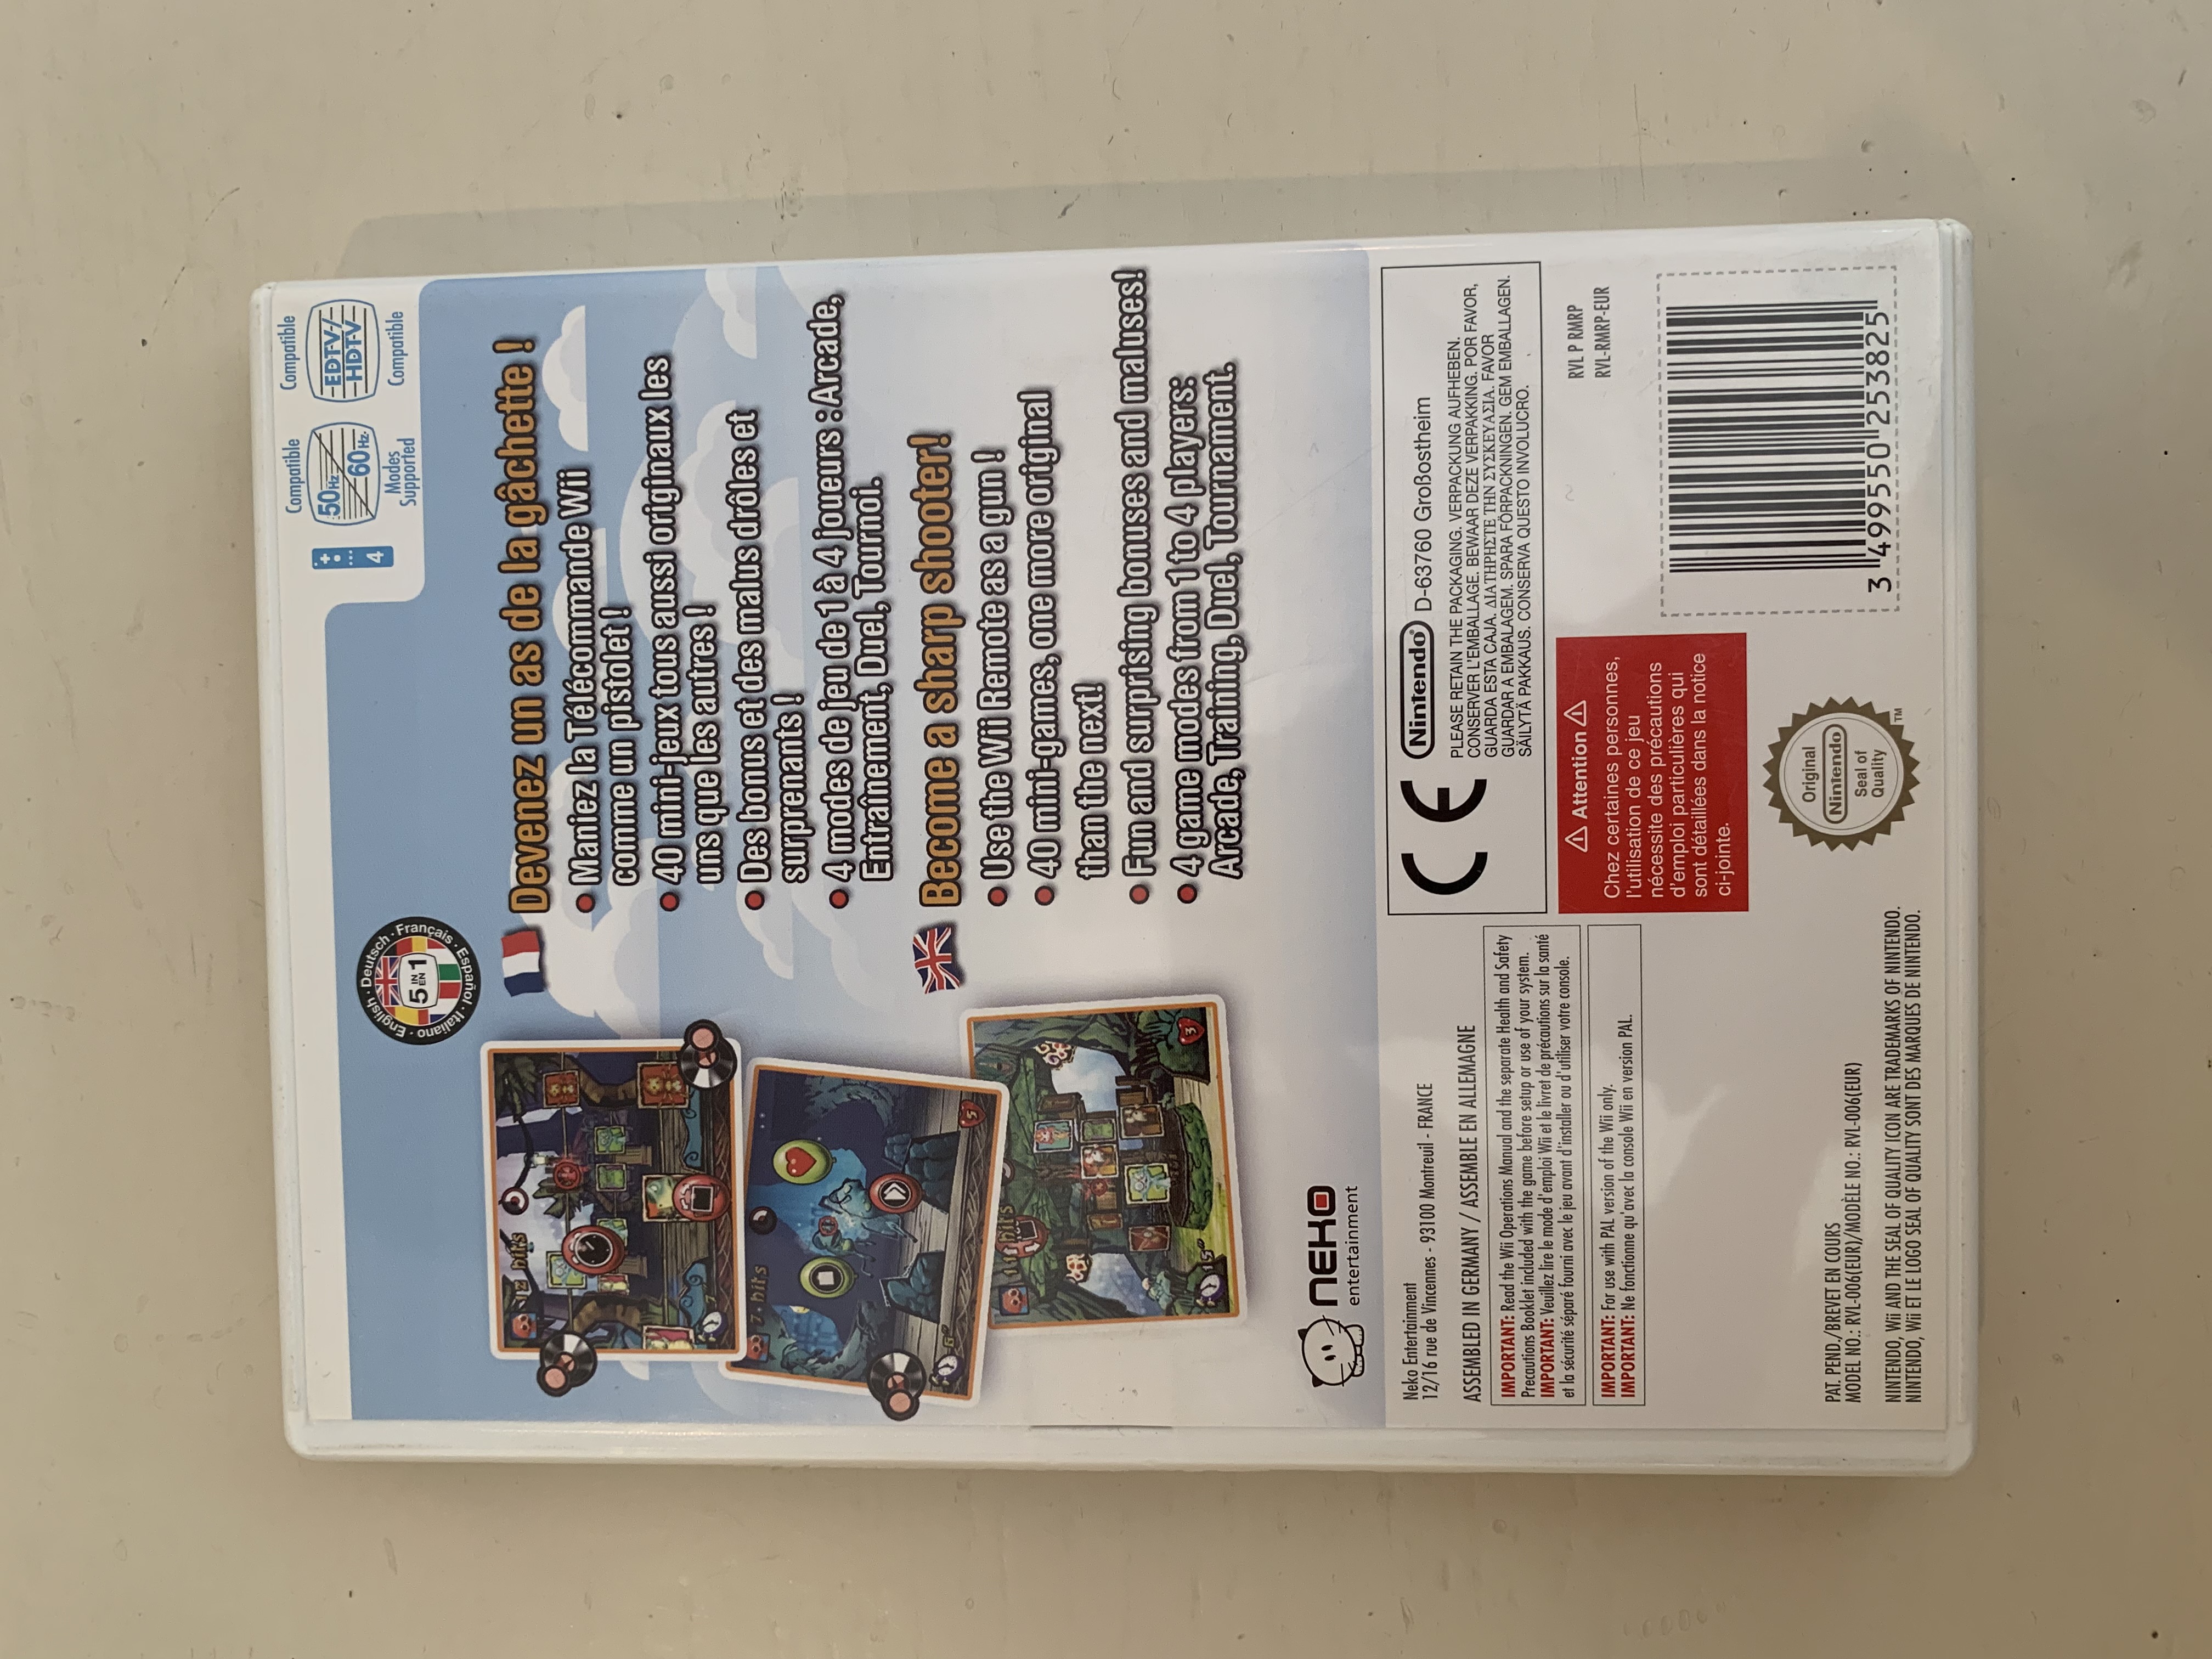 Compatible
Compatible
50Hz
60Hz
EDTV/
HDTV
4
Modes
Supported
Compatible
English · Deutsch · Français · Español · Italiano ·
5 IN EN 1
12 hits
7
Devenez un as de la gâchette !
• Maniez la Télécommande Wii
comme un pistolet !
• 40 mini-jeux tous aussi originaux les
uns que les autres !
• Des bonus et des malus drôles et
surprenants !
• 4 modes de jeu de 1 à 4 joueurs : Arcade,
Entraînement, Duel, Tournoi.
7 hits
6"
5
Become a sharp shooter!
• Use the Wii Remote as a gun !
• 40 mini-games, one more original
than the next!
• Fun and surprising bonuses and maluses!
• 4 game modes from 1 to 4 players:
Arcade, Training, Duel, Tournament.
11 hits
15"
3
NEKO
entertainment
Neko Entertainment
12/16 rue de Vincennes - 93100 Montreuil - FRANCE
ASSEMBLED IN GERMANY / ASSEMBLE EN ALLEMAGNE
IMPORTANT: Read the Wii Operations Manual and the separate Health and Safety
Precautions Booklet included with the game before setup or use of your system.
IMPORTANT: Veuillez lire le mode d'emploi Wii et le livret de précautions sur la santé
et la sécurité séparé fourni avec le jeu avant d'installer ou d'utiliser votre console.
IMPORTANT: For use with PAL version of the Wii only.
IMPORTANT: Ne fonctionne qu'avec la console Wii en version PAL.
CE
Nintendo® D-63760 Großostheim
PLEASE RETAIN THE PACKAGING. VERPACKUNG AUFHEBEN.
CONSERVER L'EMBALLAGE. BEWAAR DEZE VERPAKKING. POR FAVOR,
GUARDA ESTA CAJA. ΔΙΑΤΗΡΗΣΤΕ ΤΗΝ ΣΥΣΚΕΥΑΣΙΑ. FAVOR
GUARDAR A EMBALAGEM. SPARA FÖRPACKNINGEN. GEM EMBALLAGEN.
SÄILYTÄ PAKKAUS. CONSERVA QUESTO INVOLUCRO.
Attention
Chez certaines personnes,
l'utilisation de ce jeu
nécessite des précautions
d'emploi particulières qui
sont détaillées dans la notice
ci-jointe.
RVL P RMRP
RVL-RMRP-EUR
PAT. PEND./BREVET EN COURS
MODEL NO.: RVL-006(EUR)/MODÈLE NO.: RVL-006(EUR)
NINTENDO, Wii AND THE SEAL OF QUALITY ICON ARE TRADEMARKS OF NINTENDO.
NINTENDO, Wii ET LE LOGO SEAL OF QUALITY SONT DES MARQUES DE NINTENDO.
Original
Nintendo
Seal of
Quality
TM
3 499550 253825